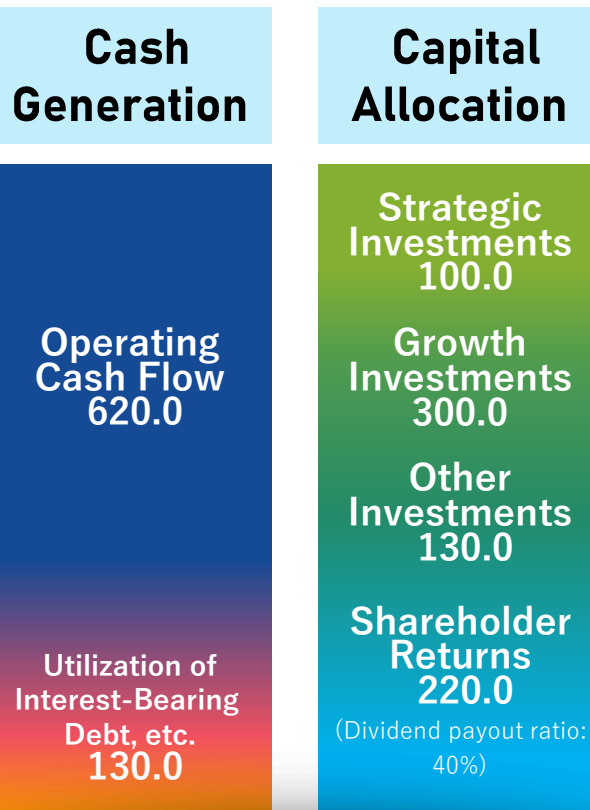 Cash
Generation
Operating
Cash Flow
620.0
Utilization of
Interest-Bearing
Debt, etc.
130.0
Capital
Allocation
Strategic
Investments
100.0
Growth
Investments
300.0
Other
Investments
130.0
Shareholder
Returns
220.0
(Dividend payout ratio:
40%)